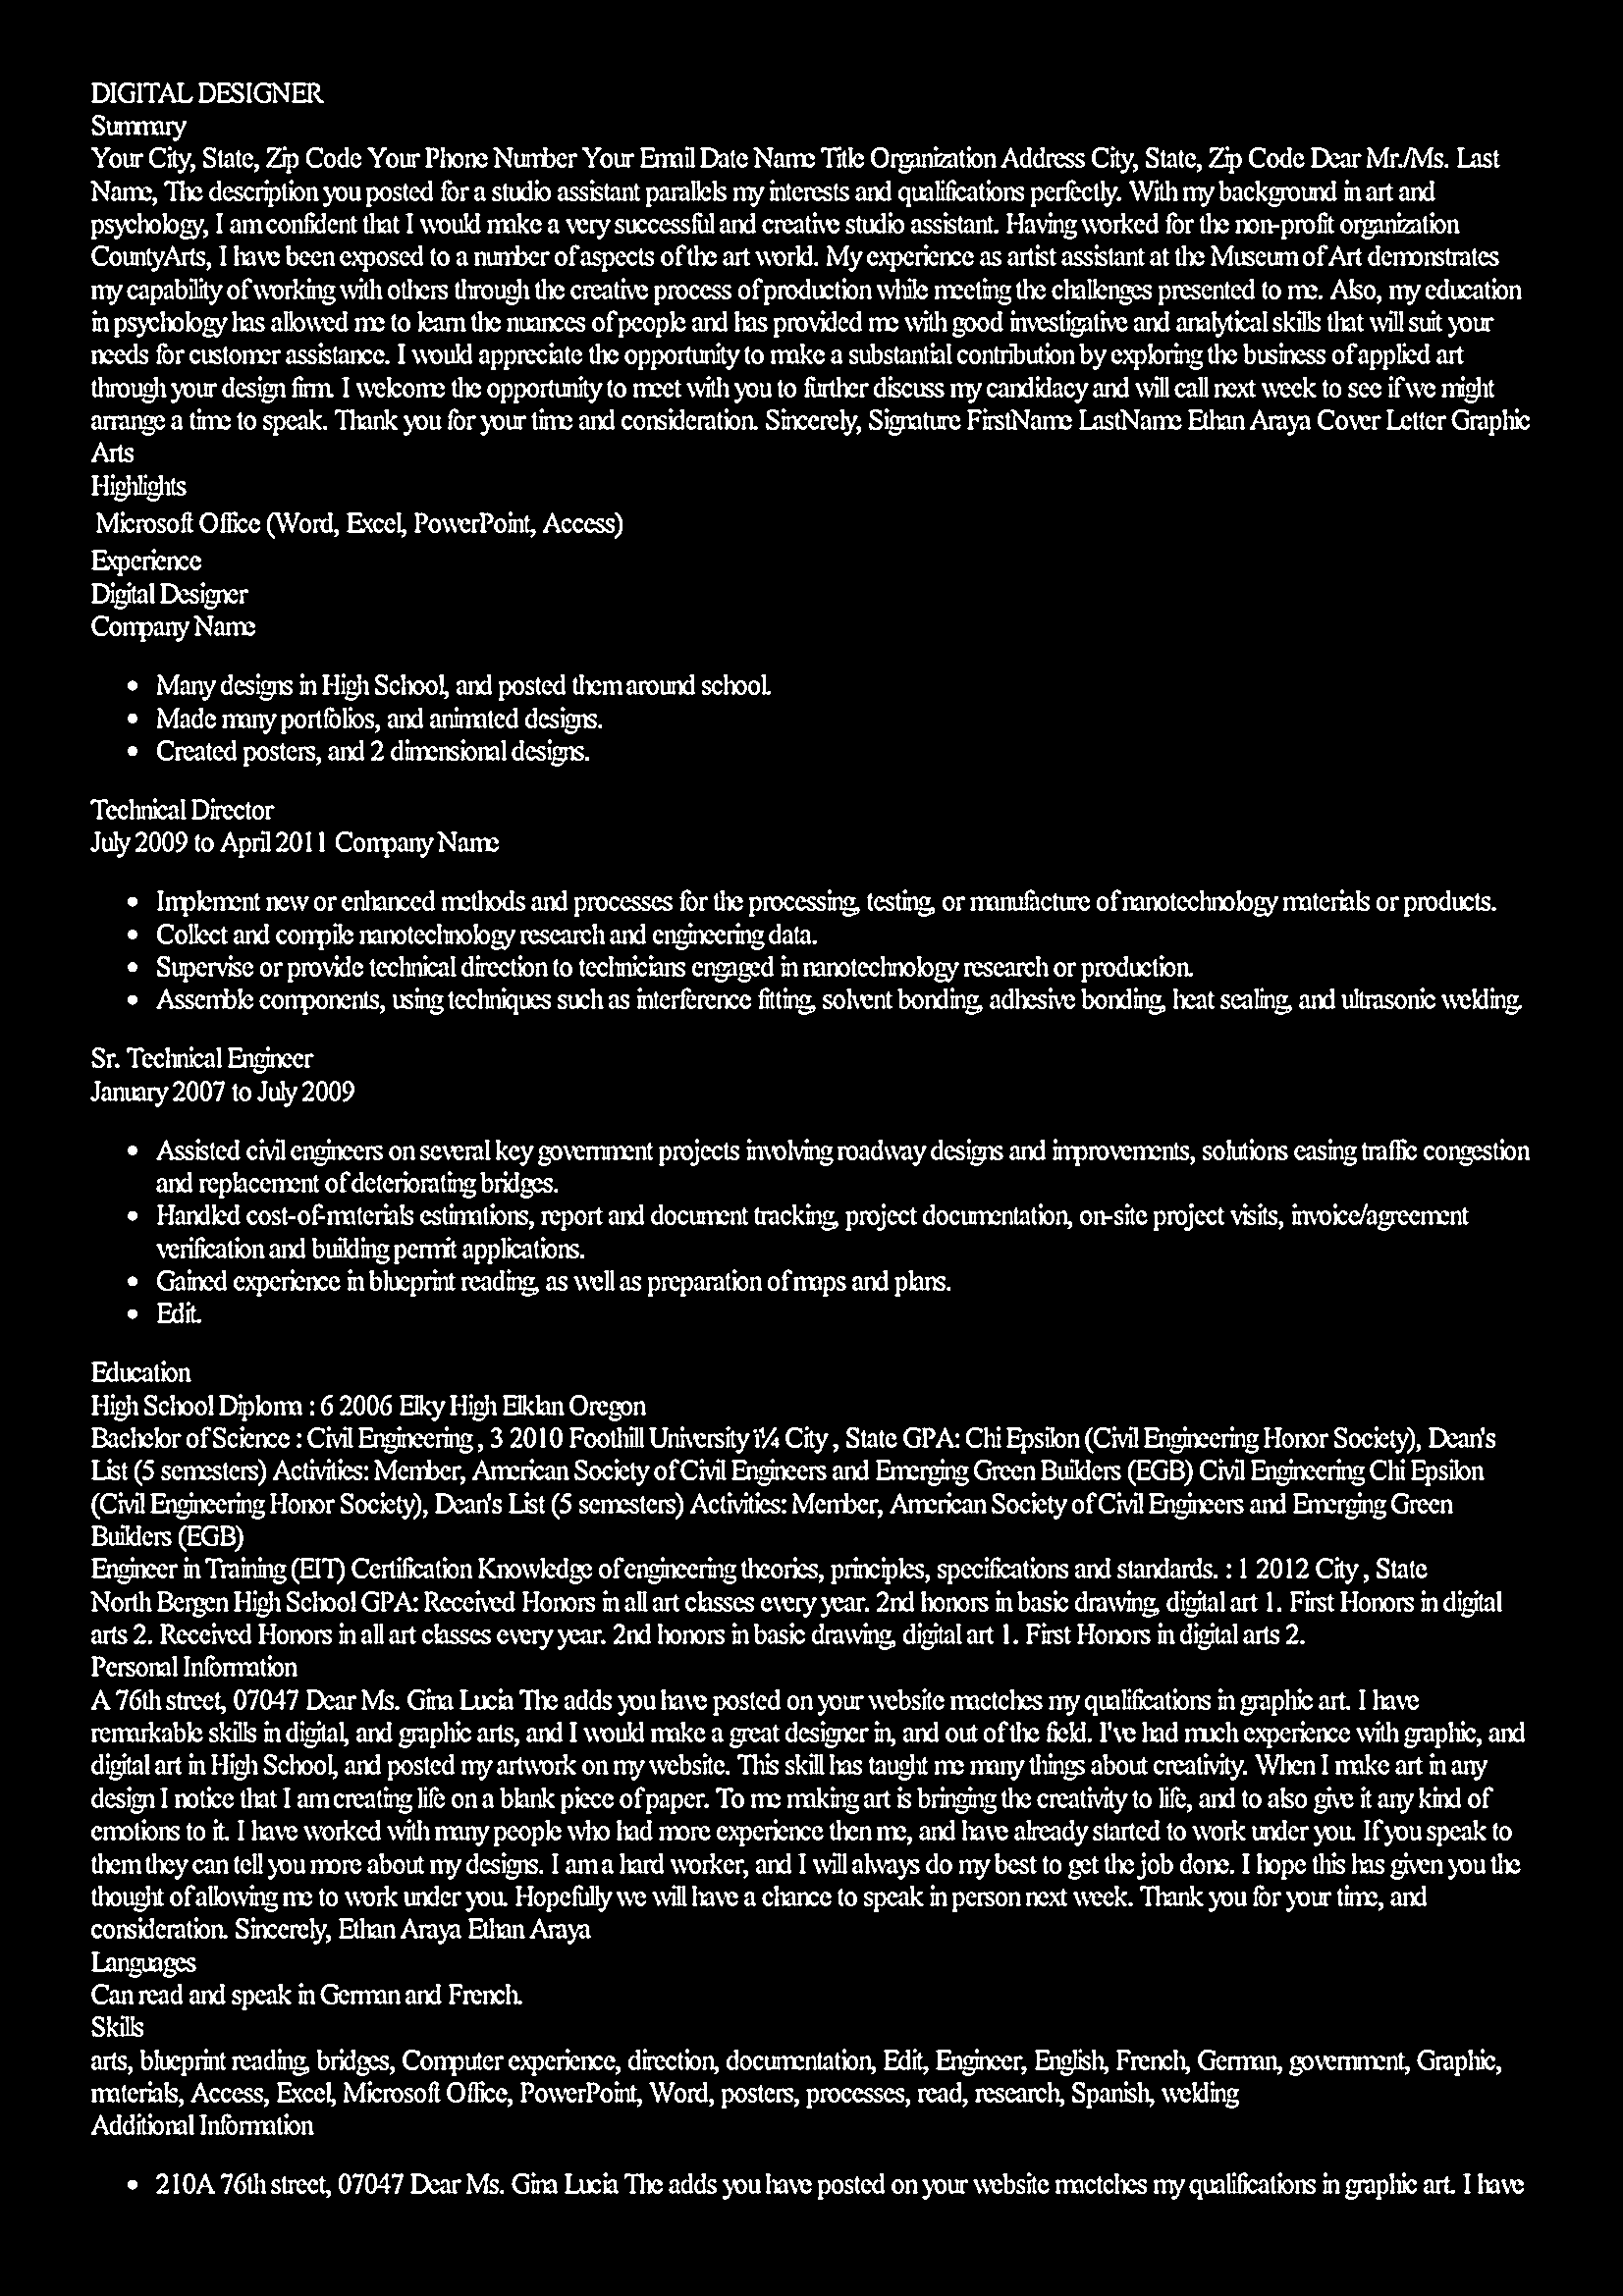 DIGITAL DESIGNER
Summary
Your City, State, Zip Code Your Phone Number Your Email Date Name Title Organization Address City, State, Zip Code Dear Mr./Ms. Last
Name, The description you posted for a studio assistant parallels my interests and qualifications perfectly. With my background in art and
psychology, I am confident that I would make a very successful and creative studio assistant. Having worked for the non-profit organization
CountyArts, I have been exposed to a number of aspects of the art world. My experience as artist assistant at the Museum of Art demonstrates
my capability of working with others through the creative process of production while meeting the challenges presented to me. Also, my education
in psychology has allowed me to learn the nuances of people and has provided me with good investigative and analytical skills that will suit your
needs for customer assistance. I would appreciate the opportunity to make a substantial contribution by exploring the business of applied art
through your design firm. I welcome the opportunity to meet with you to further discuss my candidacy and will call next week to see if we might
arrange a time to speak. Thank you for your time and consideration. Sincerely, Signature FirstName LastName Ethan Araya Cover Letter Graphic
Arts
Highlights
Microsoft Office (Word, Excel, PowerPoint, Access)
Experience
Digital Designer
Company Name
• Many designs in High School, and posted them around school.
• Made many portfolios, and animated designs.
• Created posters, and 2 dimensional designs.
Technical Director
July 2009 to April 2011 Company Name
• Implement new or enhanced methods and processes for the processing, testing, or manufacture of nanotechnology materials or products.
• Collect and compile nanotechnology research and engineering data.
• Supervise or provide technical direction to technicians engaged in nanotechnology research or production.
• Assemble components, using techniques such as interference fitting, solvent bonding, adhesive bonding, heat sealing, and ultrasonic welding.
Sr. Technical Engineer
January 2007 to July 2009
• Assisted civil engineers on several key government projects involving roadway designs and improvements, solutions easing traffic congestion
and replacement of deteriorating bridges.
• Handled cost-of-materials estimations, report and document tracking, project documentation, on-site project visits, invoice/agreement
verification and building permit applications.
• Gained experience in blueprint reading, as well as preparation of maps and plans.
• Edit.
Education
High School Diploma : 6 2006 Elky High Elklan Oregon
Bachelor of Science : Civil Engineering , 3 2010 Foothill University ï¼ City , State GPA: Chi Epsilon (Civil Engineering Honor Society), Dean's
List (5 semesters) Activities: Member, American Society of Civil Engineers and Emerging Green Builders (EGB) Civil Engineering Chi Epsilon
(Civil Engineering Honor Society), Dean's List (5 semesters) Activities: Member, American Society of Civil Engineers and Emerging Green
Builders (EGB)
Engineer in Training (EIT) Certification Knowledge of engineering theories, principles, specifications and standards. : 1 2012 City , State
North Bergen High School GPA: Received Honors in all art classes every year. 2nd honors in basic drawing, digital art 1. First Honors in digital
arts 2. Received Honors in all art classes every year. 2nd honors in basic drawing, digital art 1. First Honors in digital arts 2.
Personal Information
A 76th street, 07047 Dear Ms. Gina Lucia The adds you have posted on your website mactches my qualifications in graphic art. I have
remarkable skills in digital, and graphic arts, and I would make a great designer in, and out of the field. I've had much experience with graphic, and
digital art in High School, and posted my artwork on my website. This skill has taught me many things about creativity. When I make art in any
design I notice that I am creating life on a blank piece of paper. To me making art is bringing the creativity to life, and to also give it any kind of
emotions to it. I have worked with many people who had more experience then me, and have already started to work under you. If you speak to
them they can tell you more about my designs. I am a hard worker, and I will always do my best to get the job done. I hope this has given you the
thought of allowing me to work under you. Hopefully we will have a chance to speak in person next week. Thank you for your time, and
consideration. Sincerely, Ethan Araya Ethan Araya
Languages
Can read and speak in German and French.
Skills
arts, blueprint reading, bridges, Computer experience, direction, documentation, Edit, Engineer, English, French, German, government, Graphic,
materials, Access, Excel, Microsoft Office, PowerPoint, Word, posters, processes, read, research, Spanish, welding
Additional Information
• 210A 76th street, 07047 Dear Ms. Gina Lucia The adds you have posted on your website mactches my qualifications in graphic art. I have